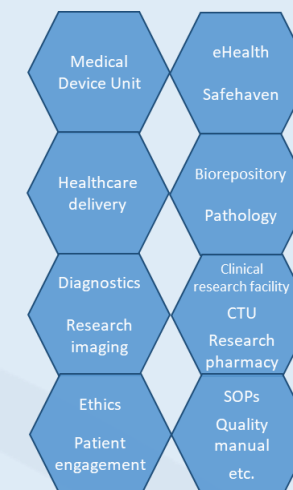 Medical
Device Unit
eHealth
Safehaven
Healthcare
delivery
Biorepository
Pathology
Diagnostics
Research
imaging
Clinical
research facility
CTU
Research
pharmacy
Ethics
Patient
engagement
SOPs
Quality
manual
etc.